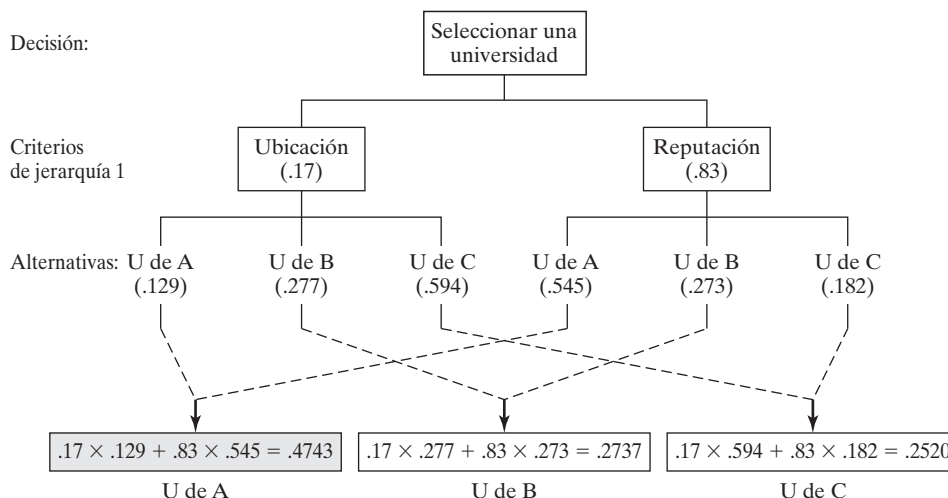 Decisión:
Seleccionar una
universidad
Criterios
de jerarquía 1
Ubicación
(.17)
Reputación
(.83)
Alternativas: U de A U de B U de C U de A U de B U de C
(.129) (.277) (.594) (.545) (.273) (.182)
.17 × .129 + .83 × .545 = .4743 .17 × .277 + .83 × .273 = .2737 .17 × .594 + .83 × .182 = .2520
U de A U de B U de C